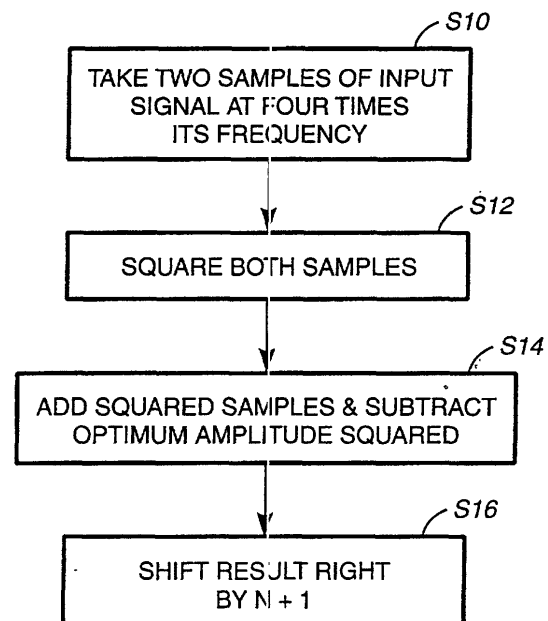 S10
TAKE TWO SAMPLES OF INPUT
SIGNAL AT FOUR TIMES
ITS FREQUENCY
S12
SQUARE BOTH SAMPLES
S14
ADD SQUARED SAMPLES & SUBTRACT
OPTIMUM AMPLITUDE SQUARED
S16
SHIFT RESULT RIGHT
BY N + 1